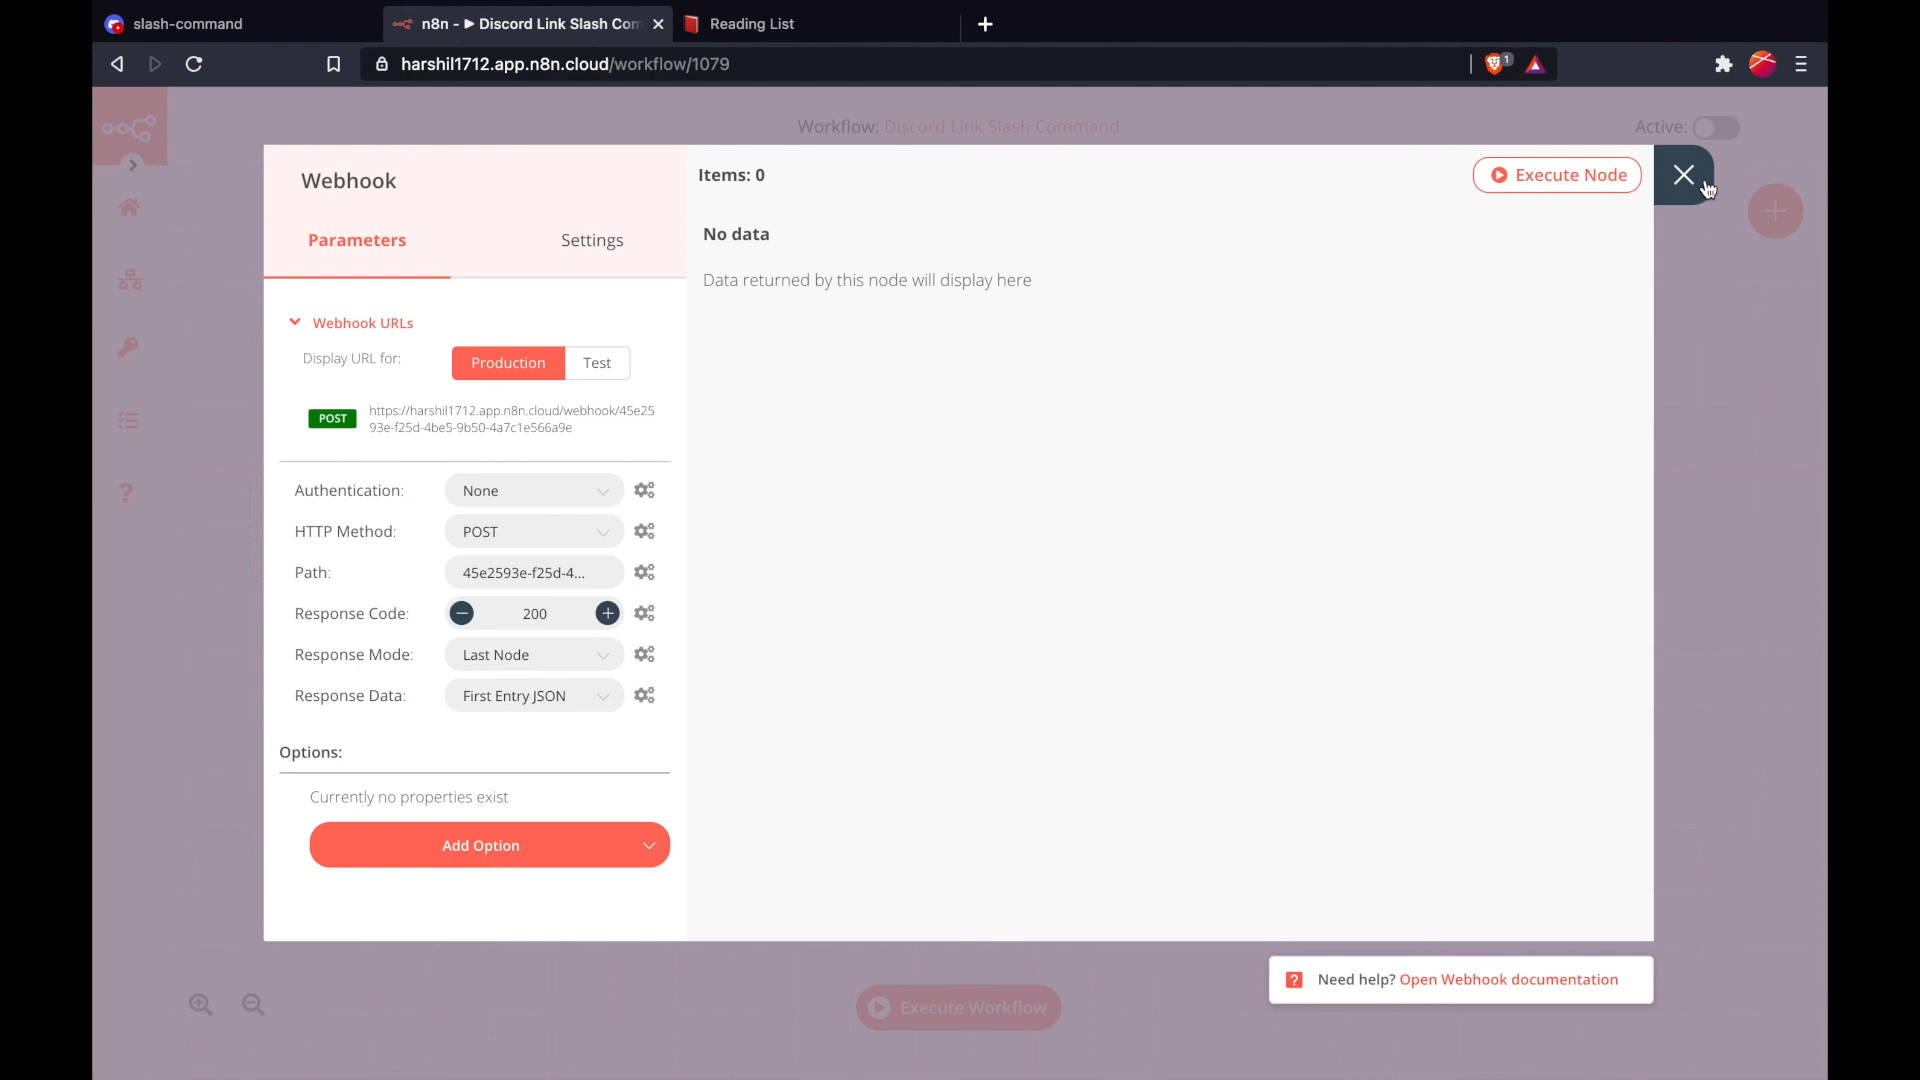 slash-command
n8n - ▶ Discord Link Slash Com
Reading List
harshil1712.app.n8n.cloud/workflow/1079
1
Workflow: Discord Link Slash Command
Active:
Webhook
Items: 0
Execute Node
Parameters
Settings
No data
Data returned by this node will display here
Webhook URLs
Display URL for:
Production
Test
POST
https://harshil1712.app.n8n.cloud/webhook/45e25
93e-f25d-4be5-9b50-4a7c1e566a9e
Authentication:
None
HTTP Method:
POST
Path:
45e2593e-f25d-4...
Response Code:
200
Response Mode:
Last Node
Response Data:
First Entry JSON
Options:
Currently no properties exist
Add Option
Need help? Open Webhook documentation
Execute Workflow